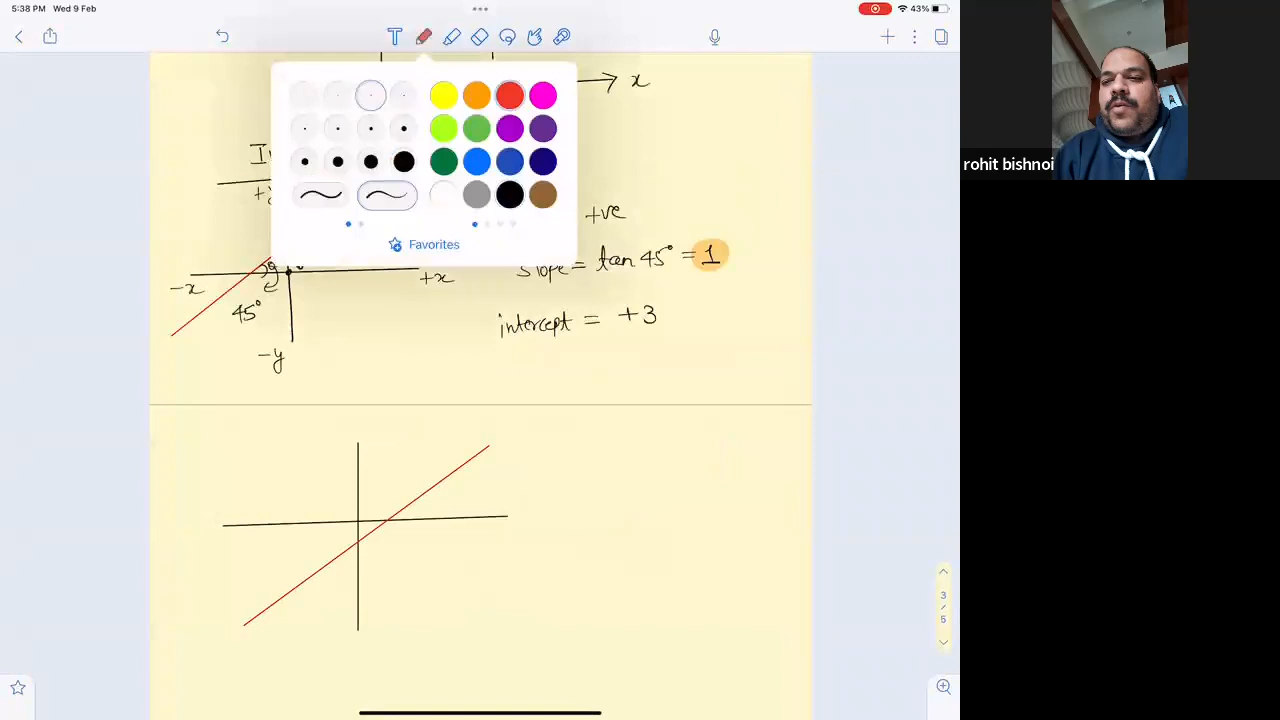 5:38 PM Wed 9 Feb
43%
T
x
+ve
slope = tan 45° = 1
-x
+x
45°
intercept = +3
-y
Favorites
3
/
5
rohit bishnoi